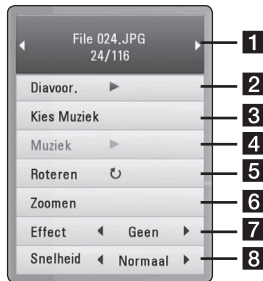 File 024.JPG
24/116
1
Diavoor.
2
Kies Muziek
3
Muziek
4
Roteren
5
Zoomen
6
Effect Geen
7
Snelheid Normaal
8